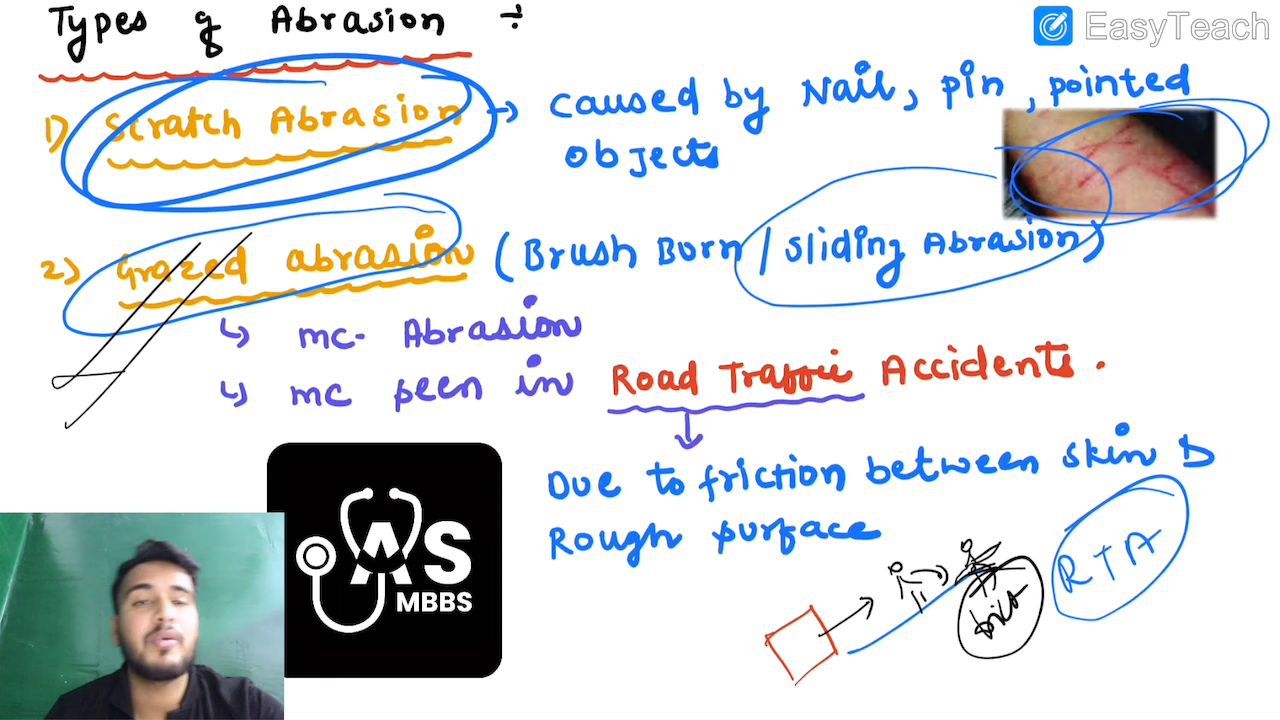 Types of Abrasion ÷
EasyTeach
1) Scratch Abrasion → caused by Nail, pin, pointed
objects
2) Grazed abrasion (Brush Burn / Sliding Abrasion)
↳ mc- Abrasion
↳ mc seen in Road Traffic Accidents.
Due to friction between skin &
Rough surface
RTA
AS
MBBS